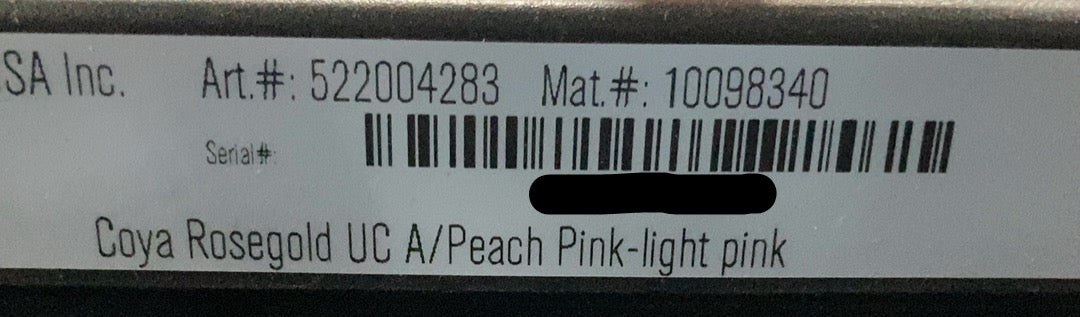 SA Inc. Art.#: 522004283 Mat.#: 10098340
Serial#:
Coya Rosegold UC A/Peach Pink-light pink